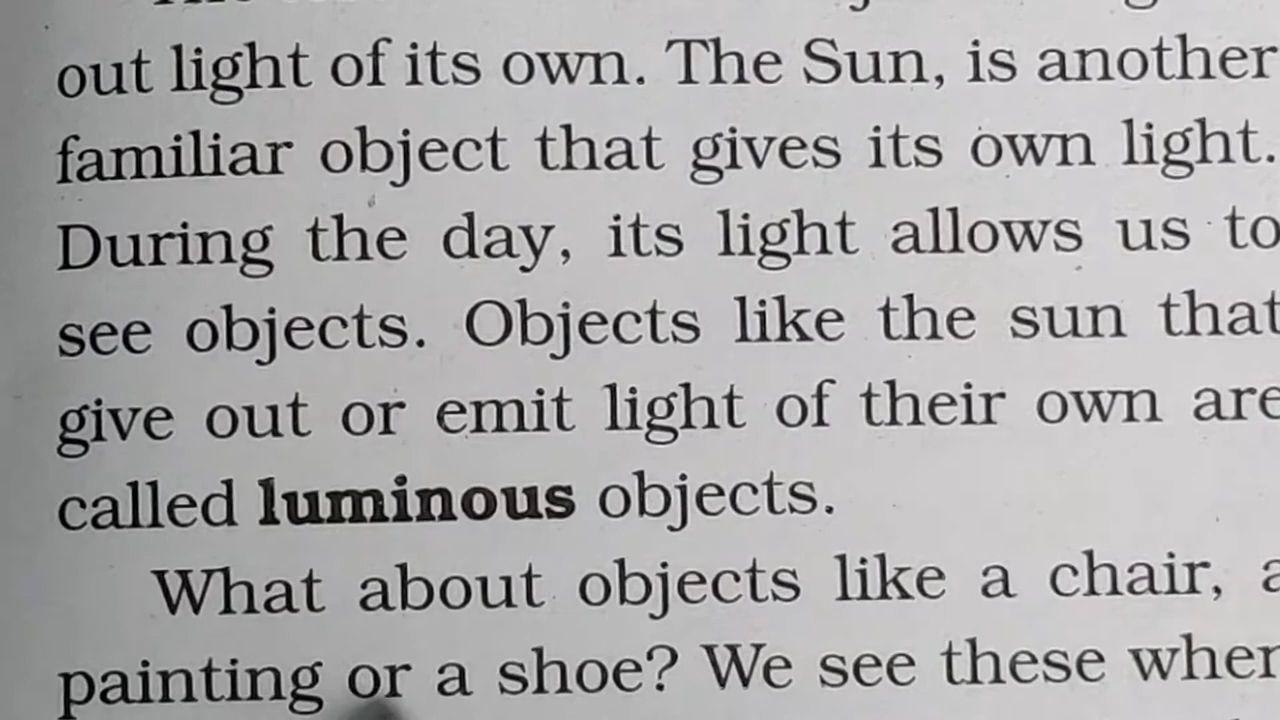 out light of its own. The Sun, is another
familiar object that gives its own light.
During the day, its light allows us to
see objects. Objects like the sun that
give out or emit light of their own are
called luminous objects.
What about objects like a chair, a
painting or a shoe? We see these when